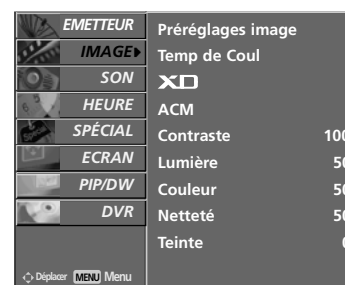 EMETTEUR
IMAGE
SON
HEURE
SPÉCIAL
ECRAN
PIP/DW
DVR
Déplacer MENU Menu
Préréglages image
Temp de Coul
XD
ACM
Contraste 100
Lumière 50
Couleur 50
Netteté 50
Teinte 0